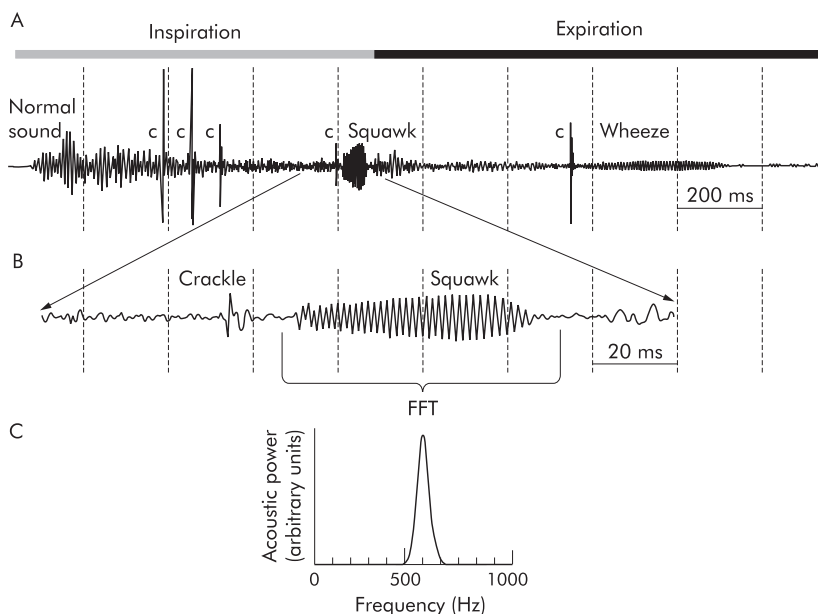 A
Inspiration
Expiration
Normal
sound
c
c
c
c
Squawk
c
Wheeze
200 ms
B
Crackle
Squawk
20 ms
FFT
C
Acoustic power
(arbitrary units)
0
500
1000
Frequency (Hz)